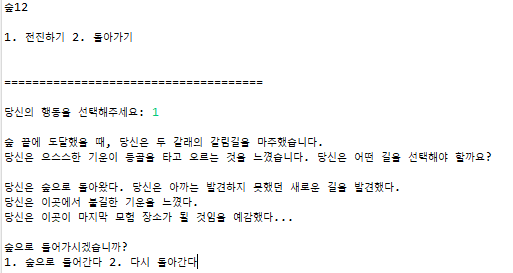 숲12
1. 전진하기 2. 돌아가기
=====================================
당신의 행동을 선택해주세요: 1
숲 끝에 도달했을 때, 당신은 두 갈래의 갈림길을 마주했습니다.
당신은 으스스한 기운이 등골을 타고 오르는 것을 느꼈습니다. 당신은 어떤 길을 선택해야 할까요?
당신은 숲으로 돌아왔다. 당신은 아까는 발견하지 못했던 새로운 길을 발견했다.
당신은 이곳에서 불길한 기운을 느꼈다.
당신은 이곳이 마지막 모험 장소가 될 것임을 예감했다...
숲으로 들어가시겠습니까?
1. 숲으로 들어간다 2. 다시 돌아간다